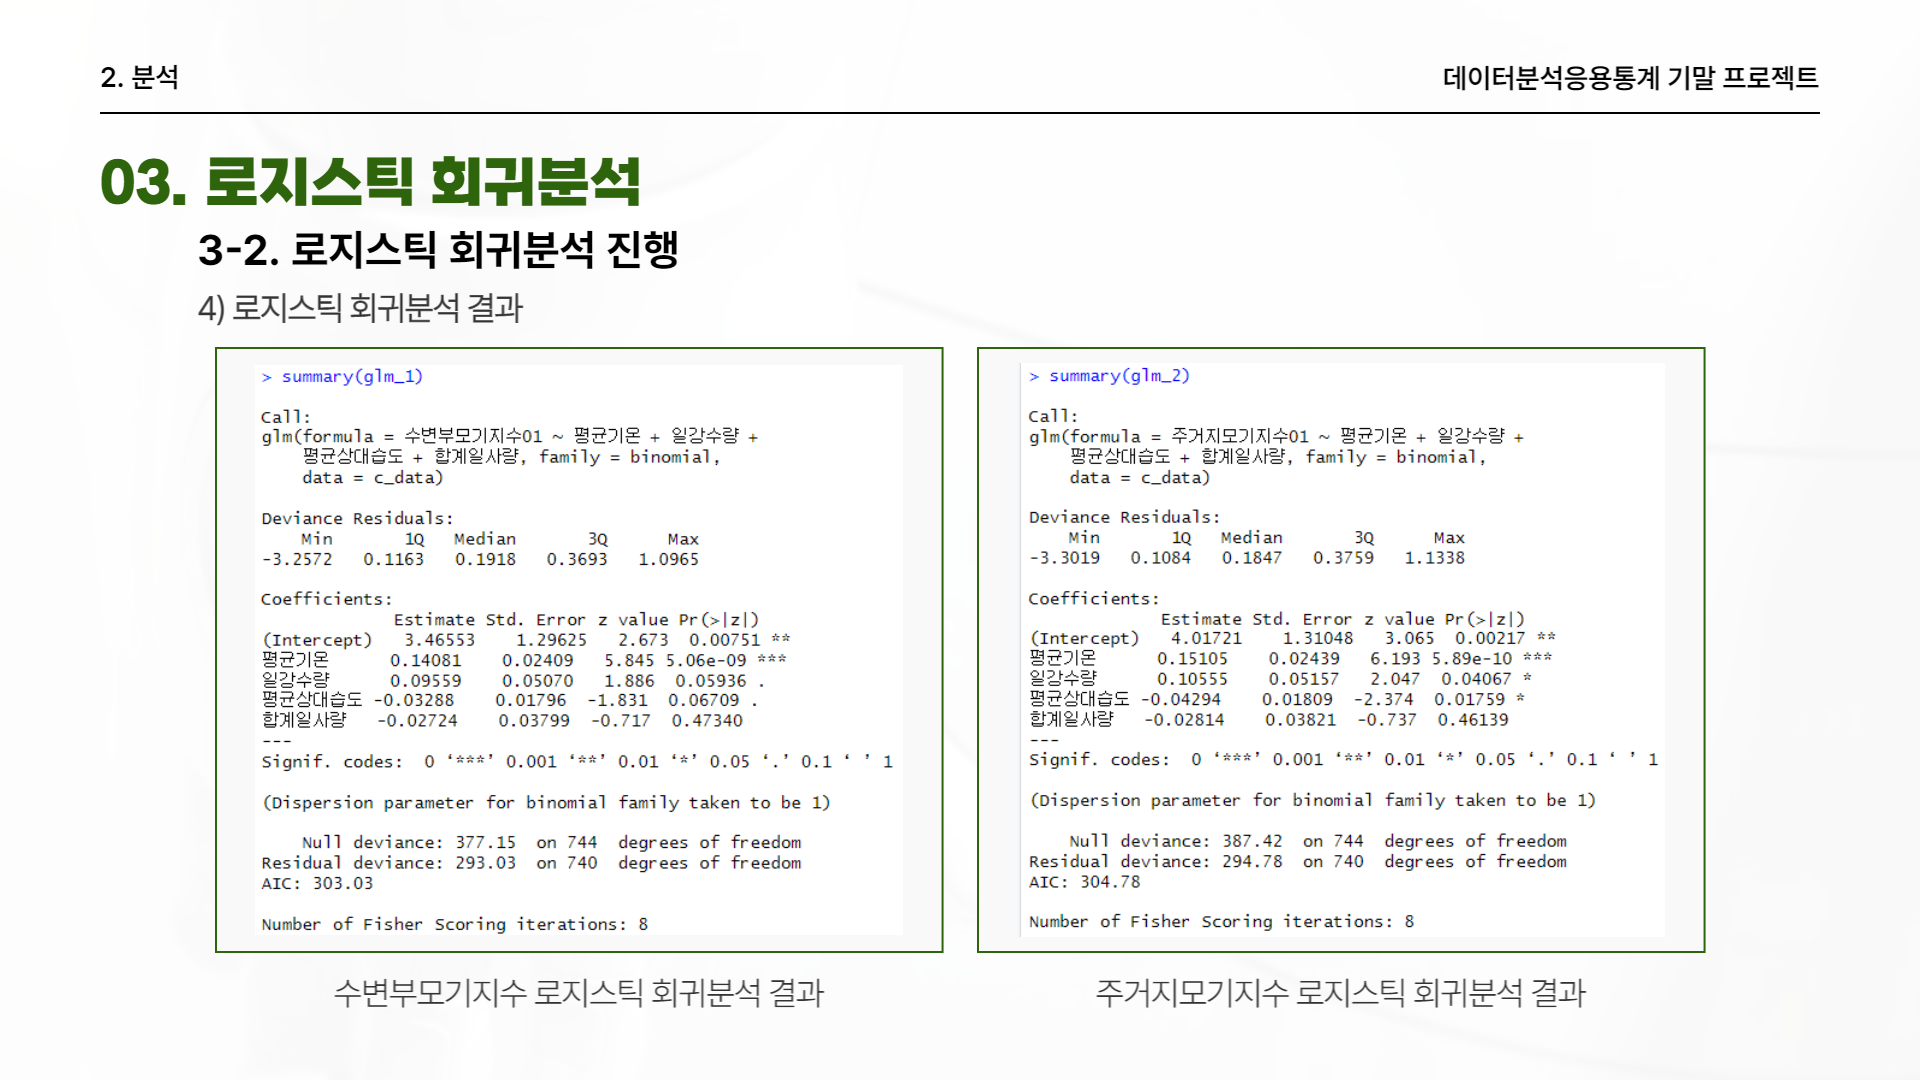 2. 분석
데이터분석응용통계 기말 프로젝트
03. 로지스틱 회귀분석
3-2. 로지스틱 회귀분석 진행
4) 로지스틱 회귀분석 결과
> summary(glm_1)
Call:
glm(formula = 수변부모기지수01 ~ 평균기온 + 일강수량 +
평균상대습도 + 합계일사량, family = binomial,
data = c_data)
Deviance Residuals:
Min 1Q Median 3Q Max
-3.2572 0.1163 0.1918 0.3693 1.0965
Coefficients:
Estimate Std. Error z value Pr(>|z|)
(Intercept) 3.46553 1.29625 2.673 0.00751 **
평균기온 0.14081 0.02409 5.845 5.06e-09 ***
일강수량 0.09559 0.05070 1.886 0.05936 .
평균상대습도 -0.03288 0.01796 -1.831 0.06709 .
합계일사량 -0.02724 0.03799 -0.717 0.47340
---
Signif. codes: 0 ‘***’ 0.001 ‘**’ 0.01 ‘*’ 0.05 ‘.’ 0.1 ‘ ’ 1
(Dispersion parameter for binomial family taken to be 1)
Null deviance: 377.15 on 744 degrees of freedom
Residual deviance: 293.03 on 740 degrees of freedom
AIC: 303.03
Number of Fisher Scoring iterations: 8
수변부모기지수 로지스틱 회귀분석 결과
> summary(glm_2)
Call:
glm(formula = 주거지모기지수01 ~ 평균기온 + 일강수량 +
평균상대습도 + 합계일사량, family = binomial,
data = c_data)
Deviance Residuals:
Min 1Q Median 3Q Max
-3.3019 0.1084 0.1847 0.3759 1.1338
Coefficients:
Estimate Std. Error z value Pr(>|z|)
(Intercept) 4.01721 1.31048 3.065 0.00217 **
평균기온 0.15105 0.02439 6.193 5.89e-10 ***
일강수량 0.10555 0.05157 2.047 0.04067 *
평균상대습도 -0.04294 0.01809 -2.374 0.01759 *
합계일사량 -0.02814 0.03821 -0.737 0.46139
---
Signif. codes: 0 ‘***’ 0.001 ‘**’ 0.01 ‘*’ 0.05 ‘.’ 0.1 ‘ ’ 1
(Dispersion parameter for binomial family taken to be 1)
Null deviance: 387.42 on 744 degrees of freedom
Residual deviance: 294.78 on 740 degrees of freedom
AIC: 304.78
Number of Fisher Scoring iterations: 8
주거지모기지수 로지스틱 회귀분석 결과